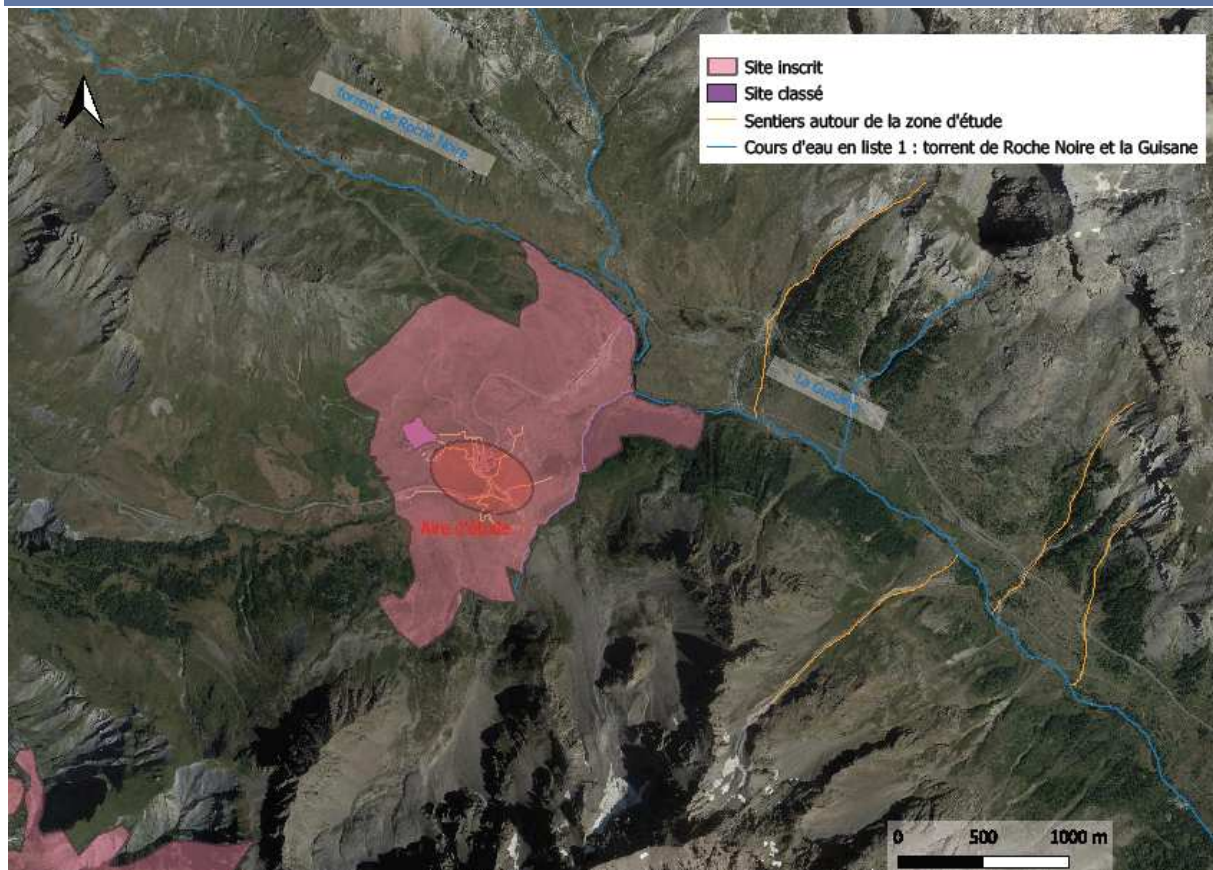 Site inscrit
Site classé
Sentiers autour de la zone d'étude
Cours d'eau en liste 1 : torrent de Roche Noire et la Guisane
torrent de Roche Noire
La Guisane
Aire d'étude
0 500 1000 m